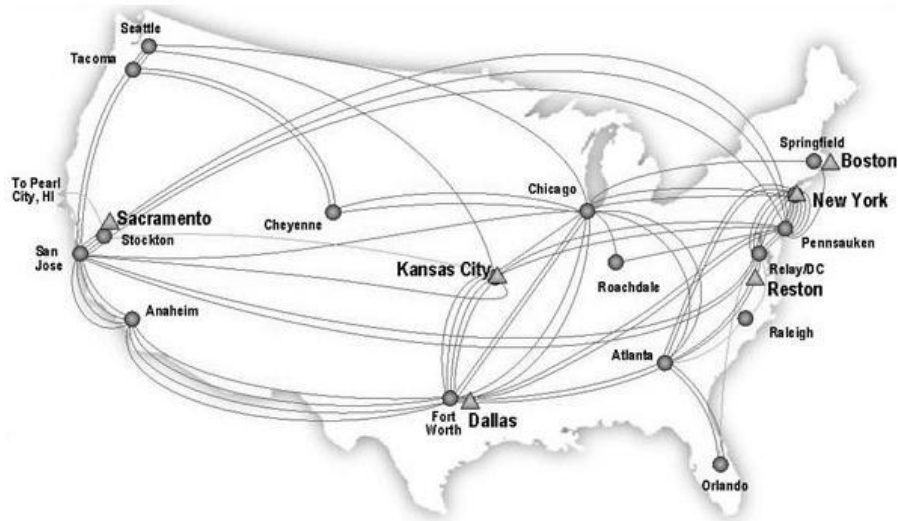 Seattle
Tacoma
Springfield
Boston
To Pearl
City, HI
Chicago
New York
Sacramento
Cheyenne
Stockton
Pennsauken
San
Jose
Kansas City
Relay/DC
Roachdale
Reston
Anaheim
Raleigh
Atlanta
Fort
Worth
Dallas
Orlando